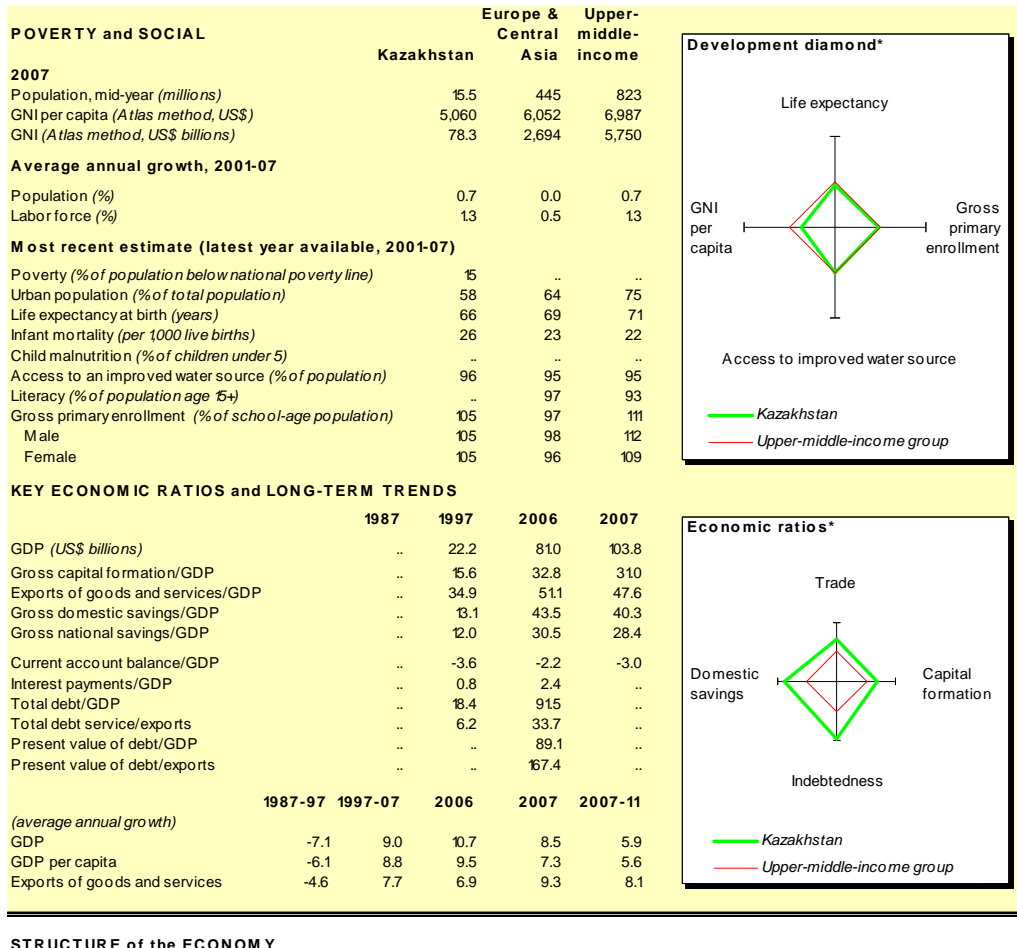 Europe & Upper-
POVERTY and SOCIAL Central middle-
Kazakhstan Asia income
2007
Population, mid-year (millions) 15.5 445 823
GNI per capita (Atlas method, US$) 5,060 6,052 6,987
GNI (Atlas method, US$ billions) 78.3 2,694 5,750
Average annual growth, 2001-07
Population (%) 0.7 0.0 0.7
Labor force (%) 1.3 0.5 1.3
Most recent estimate (latest year available, 2001-07)
Poverty (% of population below national poverty line) 15 .. ..
Urban population (% of total population) 58 64 75
Life expectancy at birth (years) 66 69 71
Infant mortality (per 1,000 live births) 26 23 22
Child malnutrition (% of children under 5) .. .. ..
Access to an improved water source (% of population) 96 95 95
Literacy (% of population age 15+) .. 97 93
Gross primary enrollment (% of school-age population) 105 97 111
Male 105 98 112
Female 105 96 109
Development diamond*
Life expectancy
GNI
per
capita
Gross
primary
enrollment
Access to improved water source
Kazakhstan
Upper-middle-income group
KEY ECONOMIC RATIOS and LONG-TERM TRENDS
1987 1997 2006 2007
GDP (US$ billions) .. 22.2 81.0 103.8
Gross capital formation/GDP .. 15.6 32.8 31.0
Exports of goods and services/GDP .. 34.9 51.1 47.6
Gross domestic savings/GDP .. 13.1 43.5 40.3
Gross national savings/GDP .. 12.0 30.5 28.4
Current account balance/GDP .. -3.6 -2.2 -3.0
Interest payments/GDP .. 0.8 2.4 ..
Total debt/GDP .. 18.4 91.5 ..
Total debt service/exports .. 6.2 33.7 ..
Present value of debt/GDP .. .. 89.1 ..
Present value of debt/exports .. .. 167.4 ..
1987-97 1997-07 2006 2007 2007-11
(average annual growth)
GDP -7.1 9.0 10.7 8.5 5.9
GDP per capita -6.1 8.8 9.5 7.3 5.6
Exports of goods and services -4.6 7.7 6.9 9.3 8.1
Economic ratios*
Trade
Domestic
savings
Capital
formation
Indebtedness
Kazakhstan
Upper-middle-income group
STRUCTURE of the ECONOMY